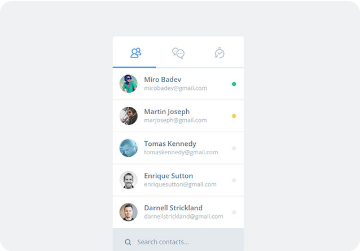 Miro Badev
mirobadev@gmail.com
Martin Joseph
marjoseph@gmail.com
Tomas Kennedy
tomaskennedy@gmail.com
Enrique Sutton
enriquesutton@gmail.com
Darnell Strickland
darnellstrickland@gmail.com
Search contacts...